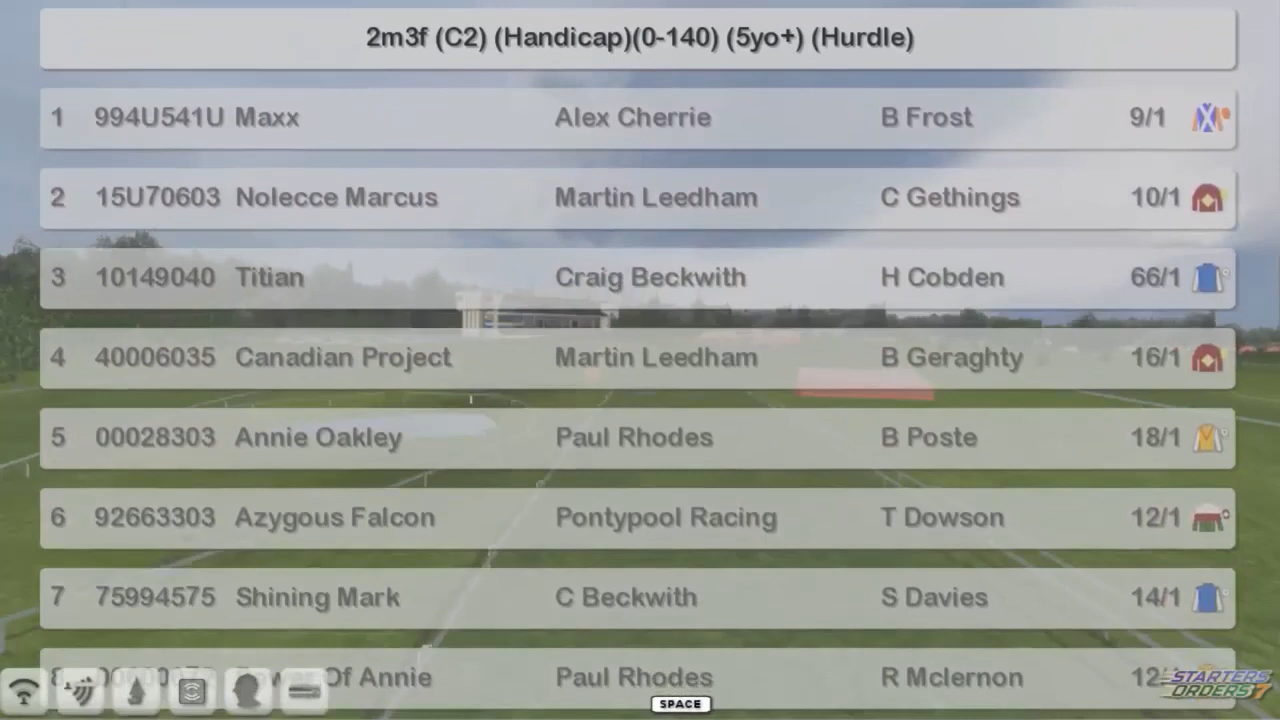 2m3f (C2) (Handicap)(0-140) (5yo+) (Hurdle)
1 994U541U Maxx Alex Cherrie B Frost 9/1
2 15U70603 Nolecce Marcus Martin Leedham C Gethings 10/1
3 10149040 Titian Craig Beckwith H Cobden 66/1
4 40006035 Canadian Project Martin Leedham B Geraghty 16/1
5 00028303 Annie Oakley Paul Rhodes B Poste 18/1
6 92663303 Azygous Falcon Pontypool Racing T Dowson 12/1
7 75994575 Shining Mark C Beckwith S Davies 14/1
8 Of Annie Paul Rhodes R Mclernon
STARTERS ORDERS 7
SPACE